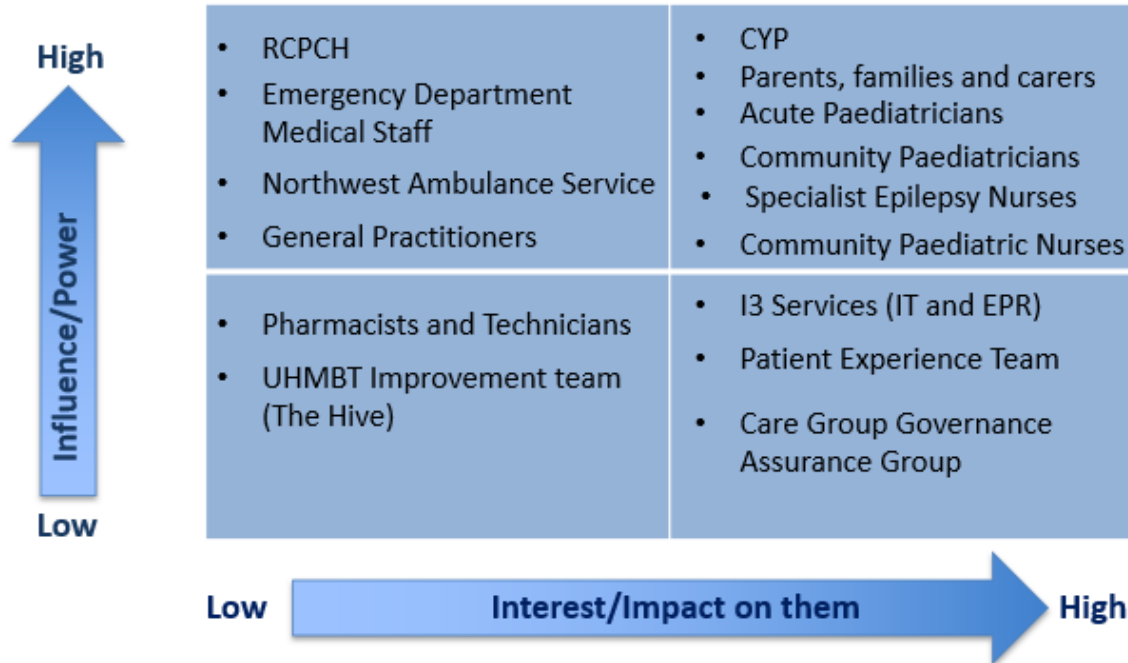 High
• RCPCH
• Emergency Department
Medical Staff
• Northwest Ambulance Service
• General Practitioners
• CYP
• Parents, families and carers
• Acute Paediatricians
• Community Paediatricians
• Specialist Epilepsy Nurses
• Community Paediatric Nurses
Influence/Power
• Pharmacists and Technicians
• UHMBT Improvement team
(The Hive)
• I3 Services (IT and EPR)
• Patient Experience Team
• Care Group Governance
Assurance Group
Low
Low
Interest/Impact on them
High